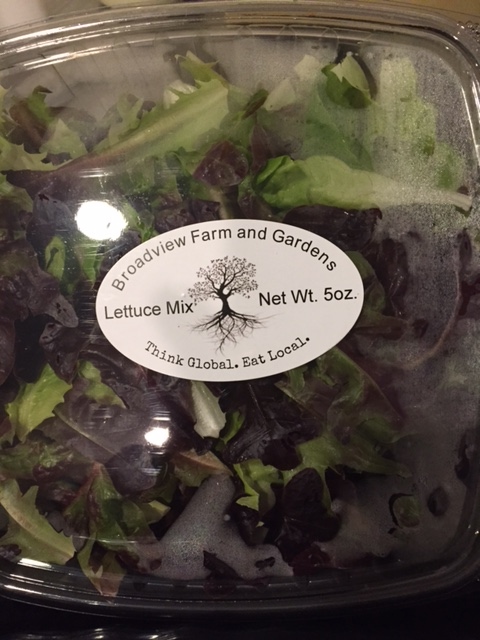 Broadview Farm and Gardens
Lettuce Mix Net Wt. 5oz.
Think Global. Eat Local.